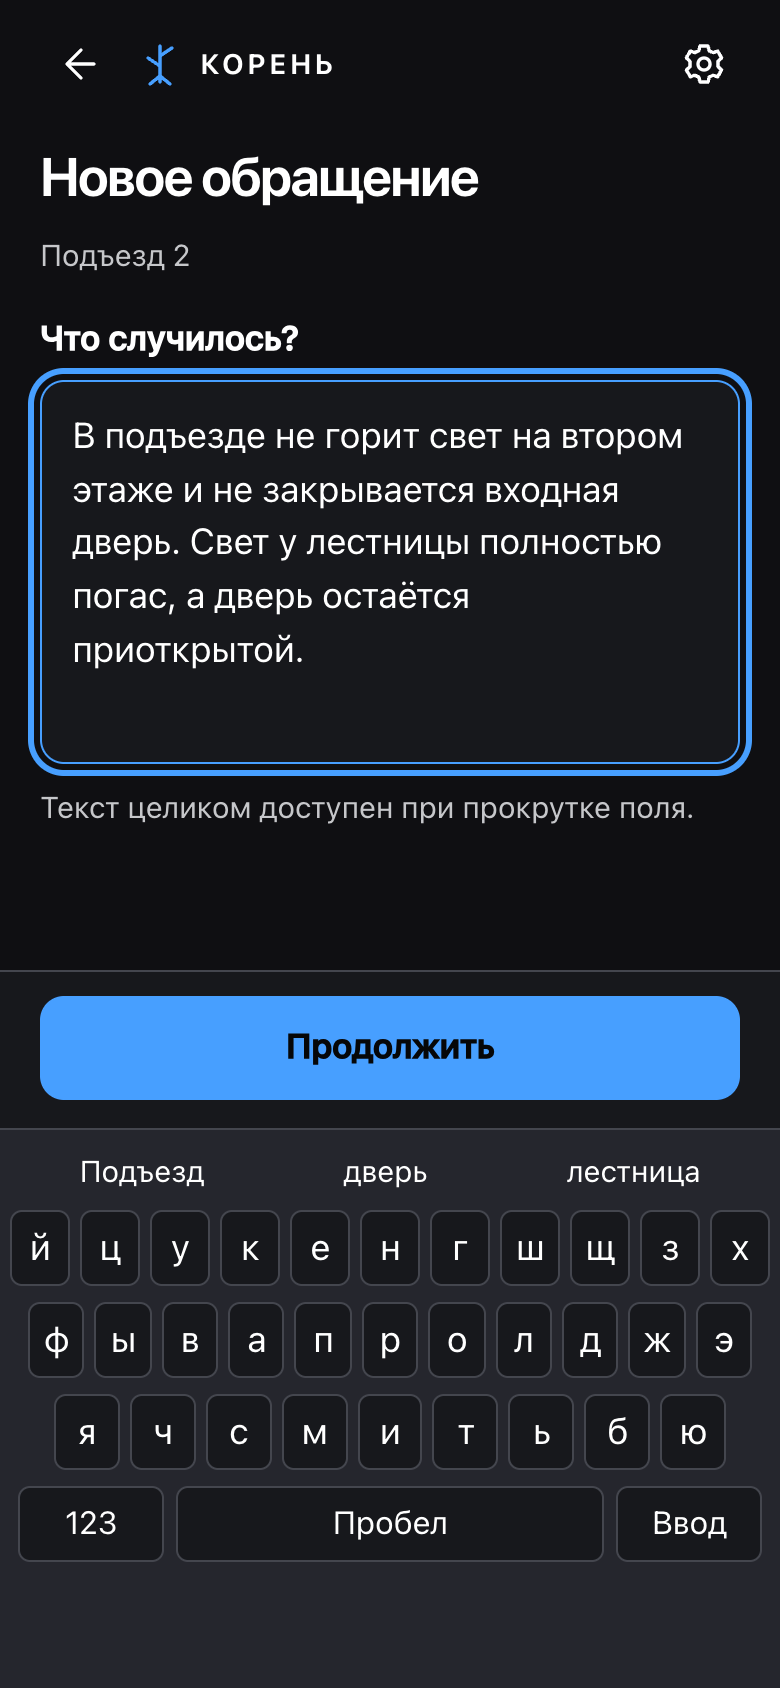 КОРЕНЬ
Новое обращение
Подъезд 2
Что случилось?
В подъезде не горит свет на втором
этаже и не закрывается входная
дверь. Свет у лестницы полностью
погас, а дверь остаётся
приоткрытой.
Текст целиком доступен при прокрутке поля.
Продолжить
Подъезд дверь лестница
й ц у к е н г ш щ з х
ф ы в а п р о л д ж э
я ч с м и т ь б ю
123 Пробел Ввод